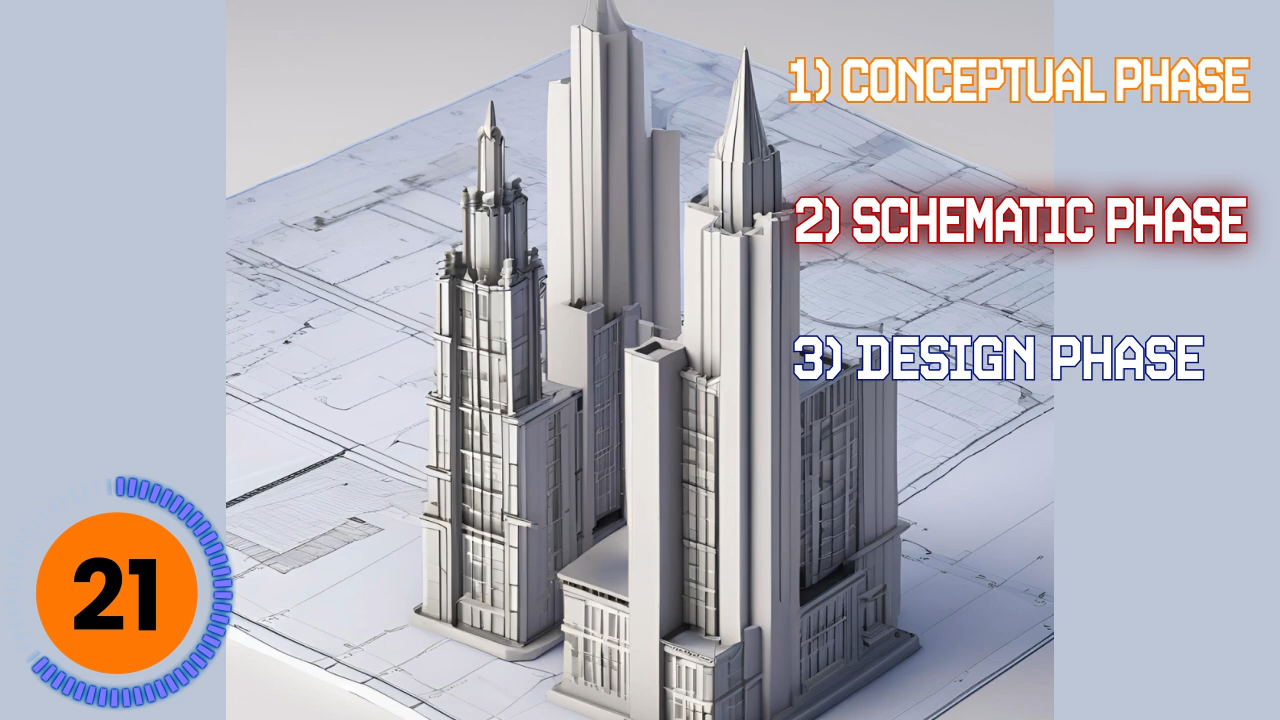 1) CONCEPTUAL PHASE
2) SCHEMATIC PHASE
3) DESIGN PHASE
21